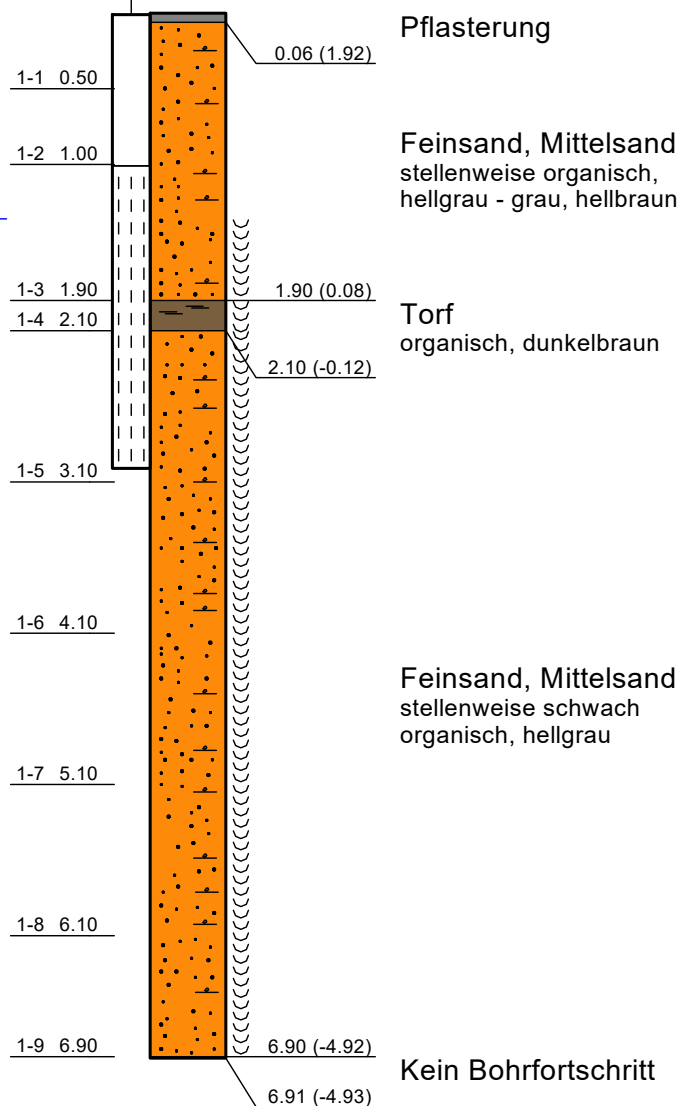 Pflasterung
0.06 (1.92)
1-1 0.50
Feinsand, Mittelsand
stellenweise organisch,
hellgrau - grau, hellbraun
1-2 1.00
1-3 1.90
1.90 (0.08)
Torf
organisch, dunkelbraun
1-4 2.10
2.10 (-0.12)
1-5 3.10
1-6 4.10
Feinsand, Mittelsand
stellenweise schwach
organisch, hellgrau
1-7 5.10
1-8 6.10
1-9 6.90
6.90 (-4.92)
Kein Bohrfortschritt
6.91 (-4.93)